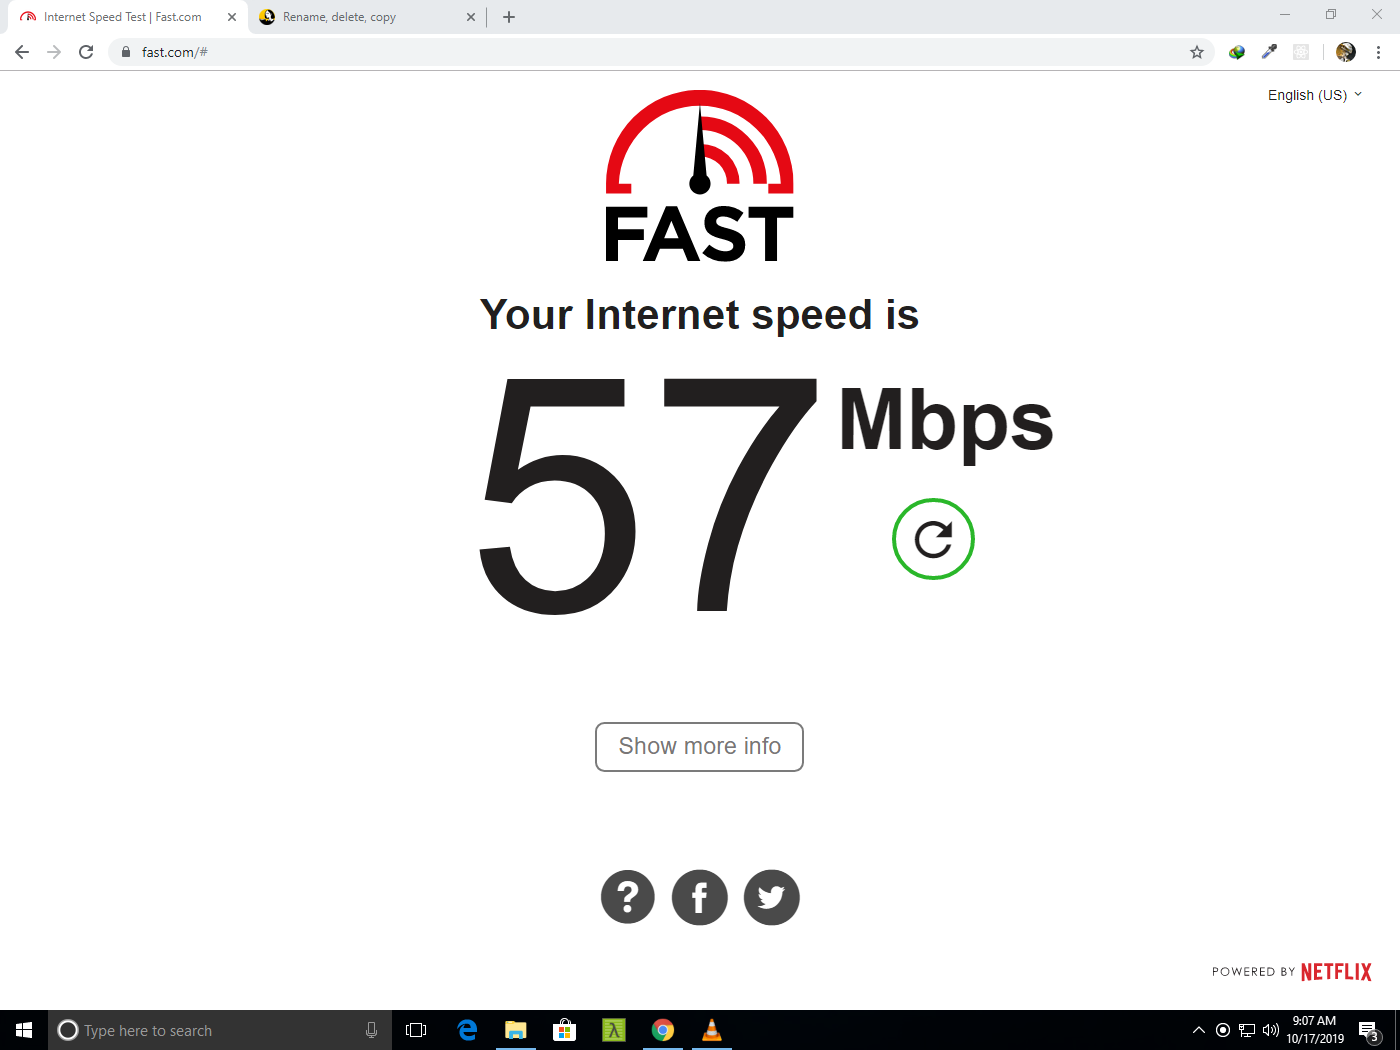 Internet Speed Test | Fast.com
Rename, delete, copy
fast.com/#
English (US)
FAST
Your Internet speed is
57 Mbps
Show more info
?
f
POWERED BY NETFLIX
Type here to search
9:07 AM
10/17/2019
3